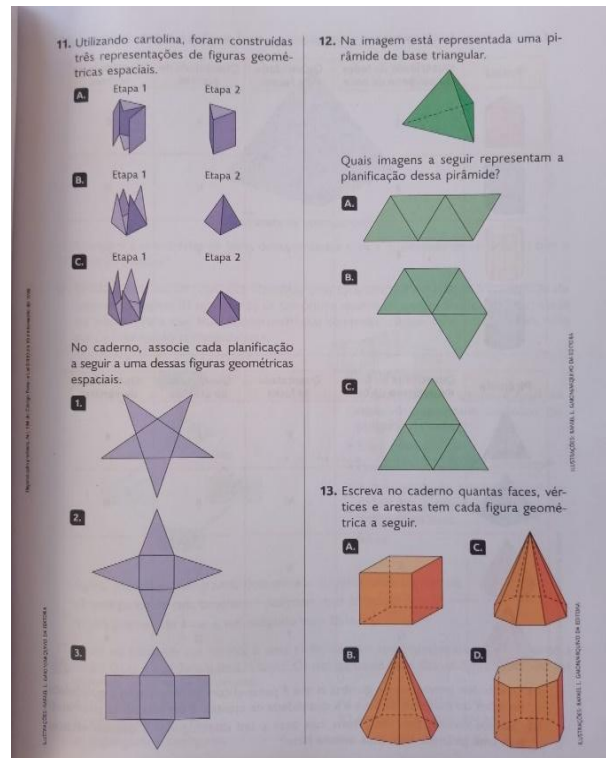 11. Utilizando cartolina, foram construídas
três representações de figuras geomé-
tricas espaciais.
A.
Etapa 1
Etapa 2
B.
Etapa 1
Etapa 2
C.
Etapa 1
Etapa 2
No caderno, associe cada planificação
a seguir a uma dessas figuras geométricas
espaciais.
1.
2.
3.
12. Na imagem está representada uma pi-
râmide de base triangular.
Quais imagens a seguir representam a
planificação dessa pirâmide?
A.
B.
C.
13. Escreva no caderno quantas faces, vér-
tices e arestas tem cada figura geomé-
trica a seguir.
A.
C.
B.
D.
ILUSTRAÇÕES: RAFAEL L. GAION/ARQUIVO DA EDITORA
ILUSTRAÇÕES: RAFAEL L. GAION/ARQUIVO DA EDITORA
ILUSTRAÇÕES: RAFAEL L. GAION/ARQUIVO DA EDITORA